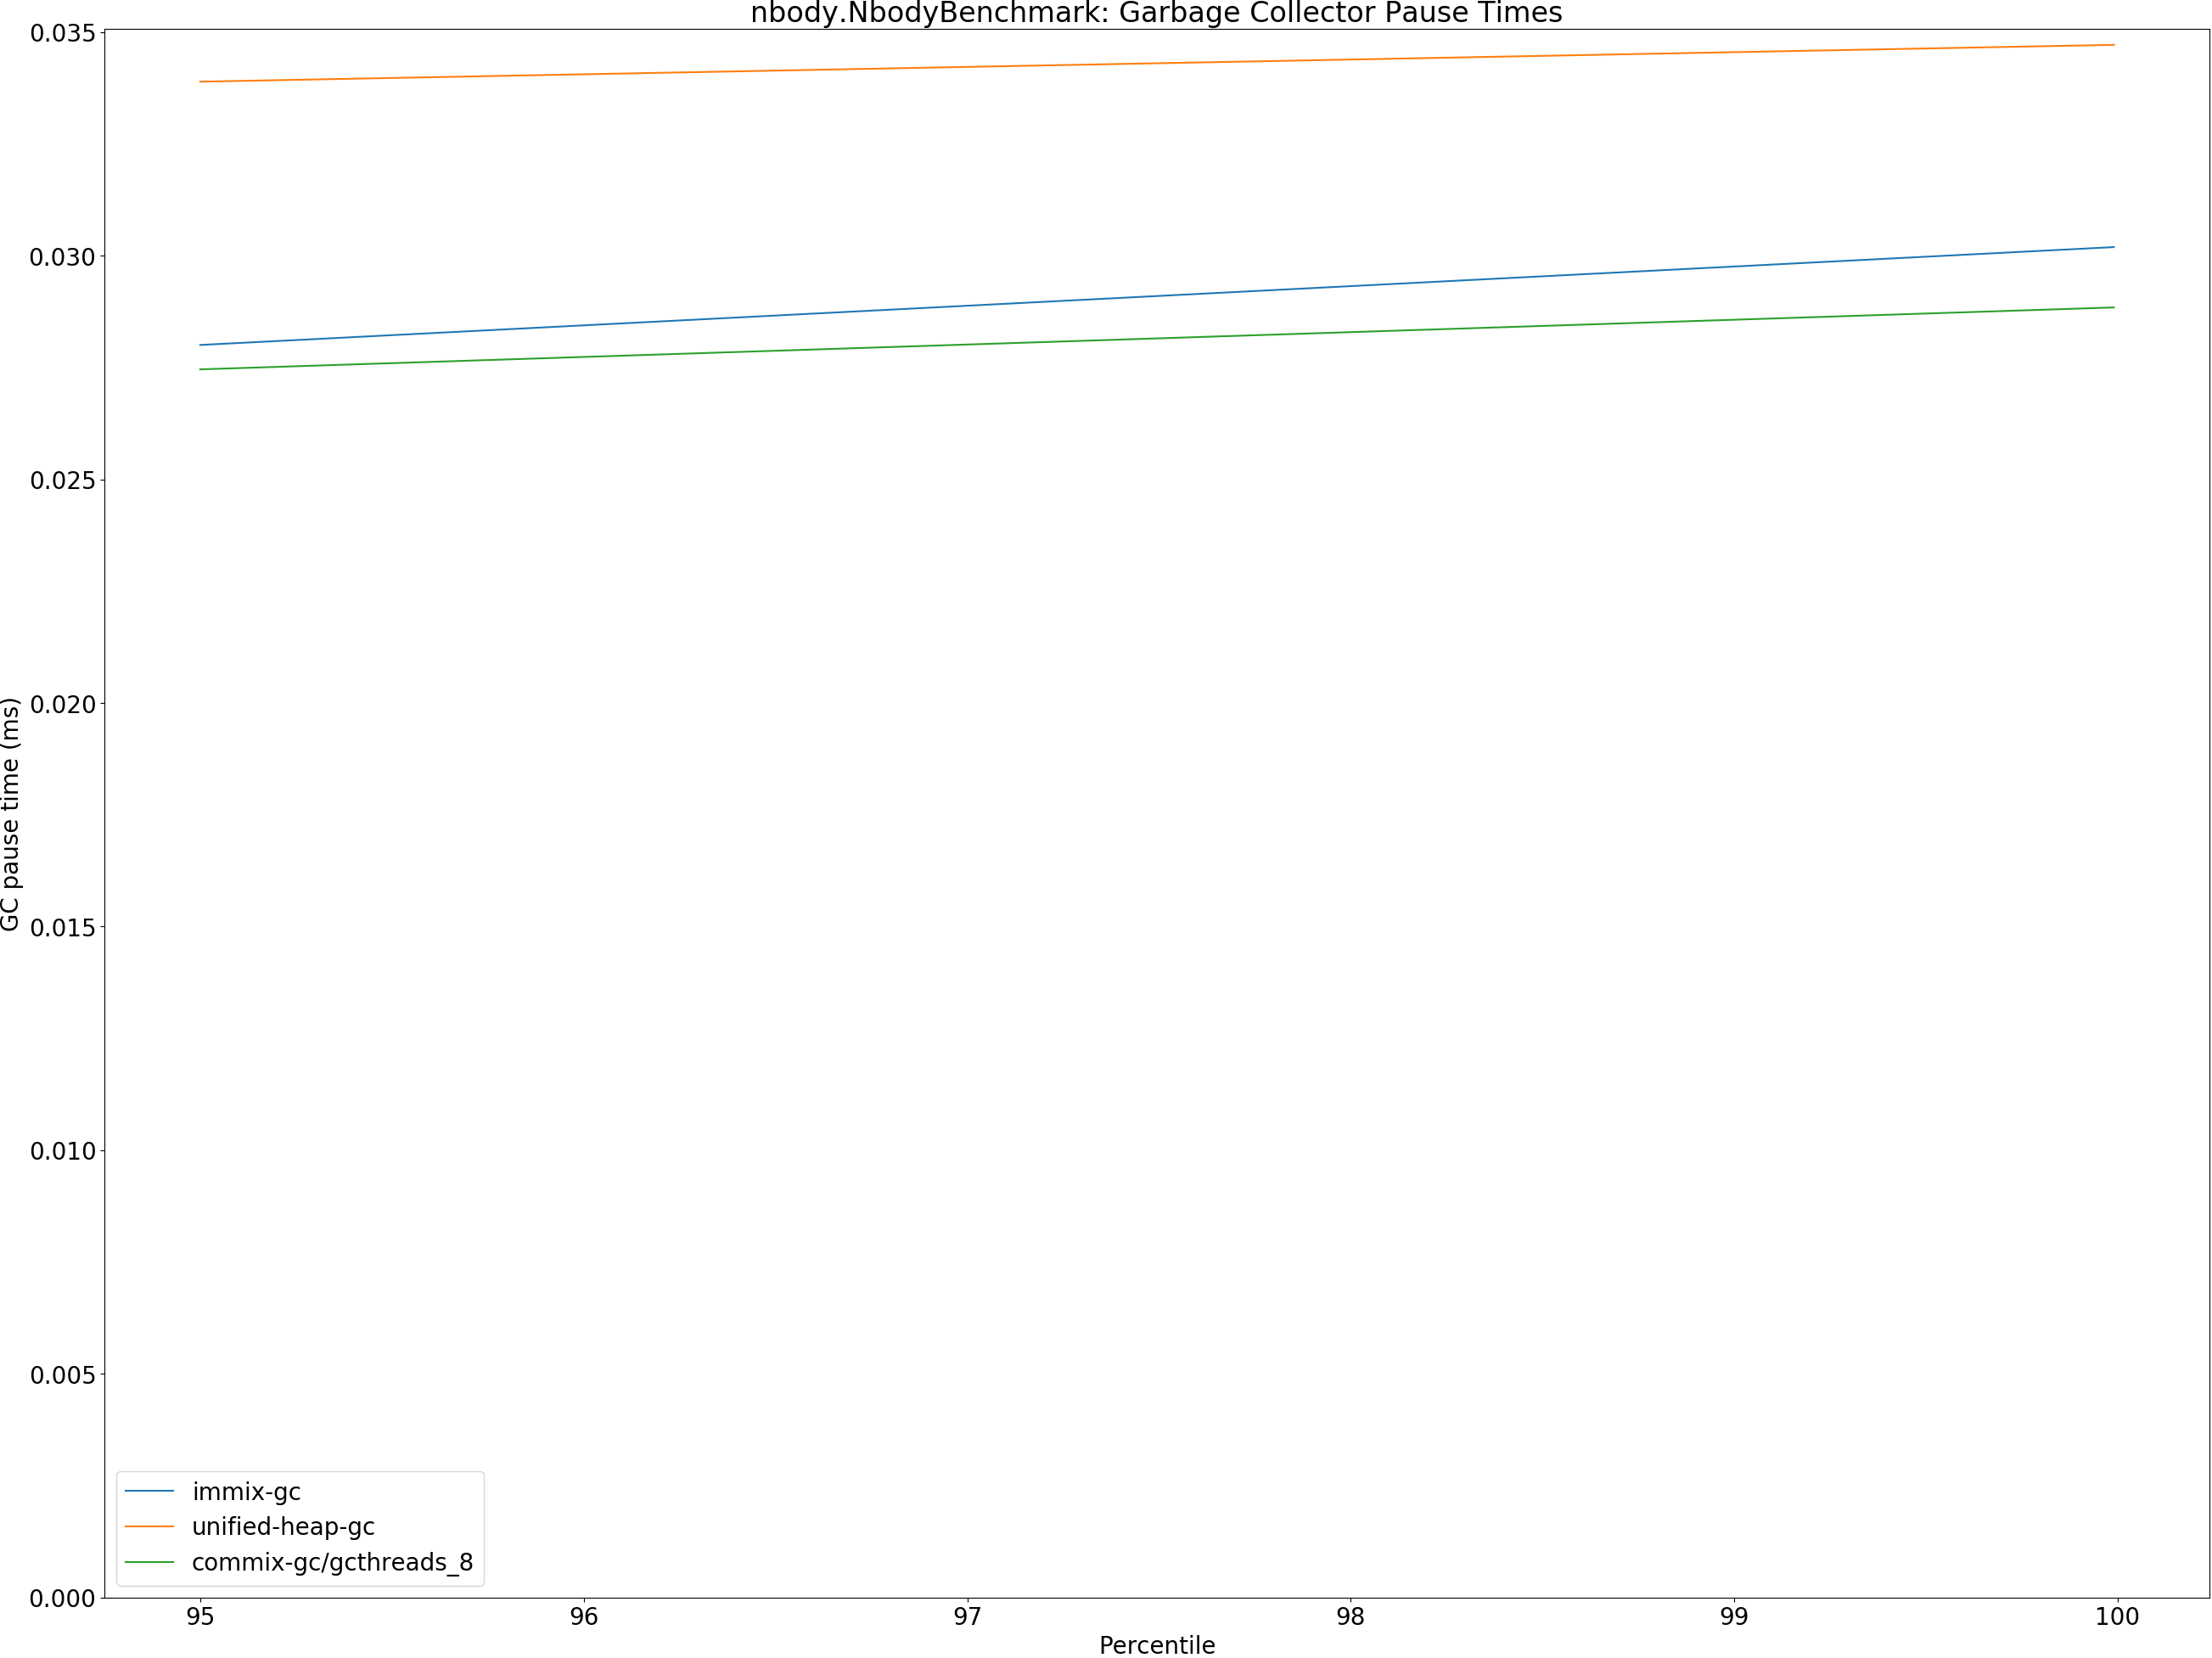 nbody.NbodyBenchmark: Garbage Collector Pause Times
GC pause time (ms)
0.035
0.030
0.025
0.020
0.015
0.010
0.005
0.000
immix-gc
unified-heap-gc
commix-gc/gcthreads_8
95 96 97 98 99 100
Percentile